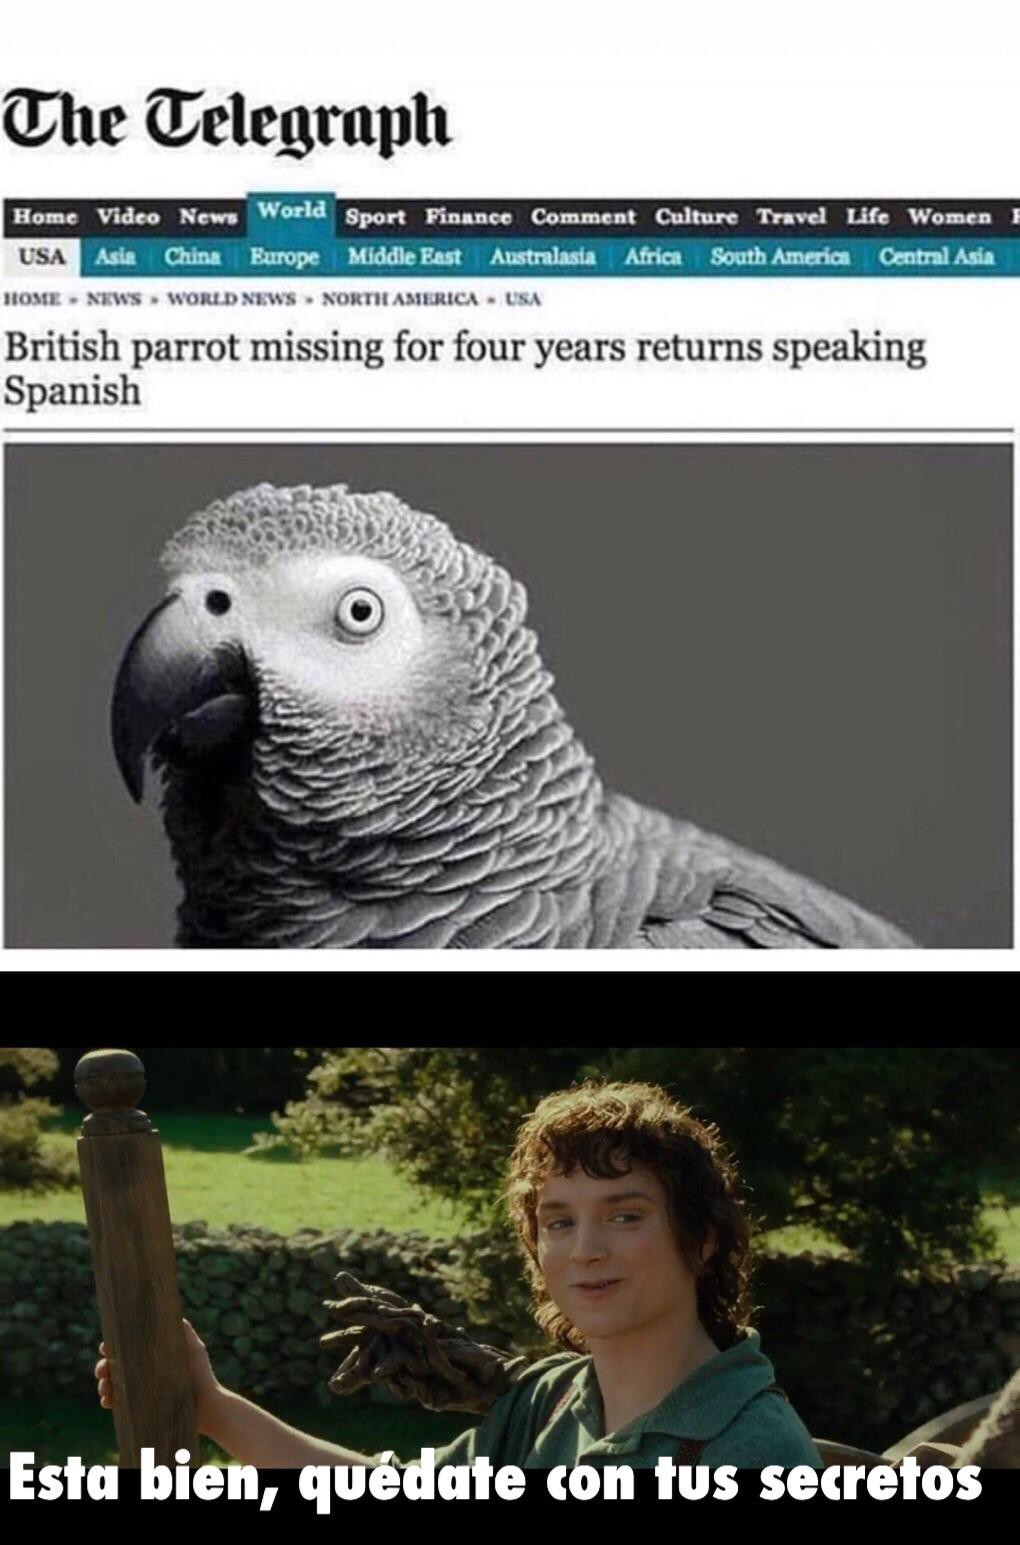 The Telegraph
Home Video News World Sport Finance Comment Culture Travel Life Women
USA Asia China Europe Middle East Australasia Africa South America Central Asia
HOME » NEWS » WORLD NEWS » NORTH AMERICA » USA
British parrot missing for four years returns speaking
Spanish
Esta bien, quédate con tus secretos